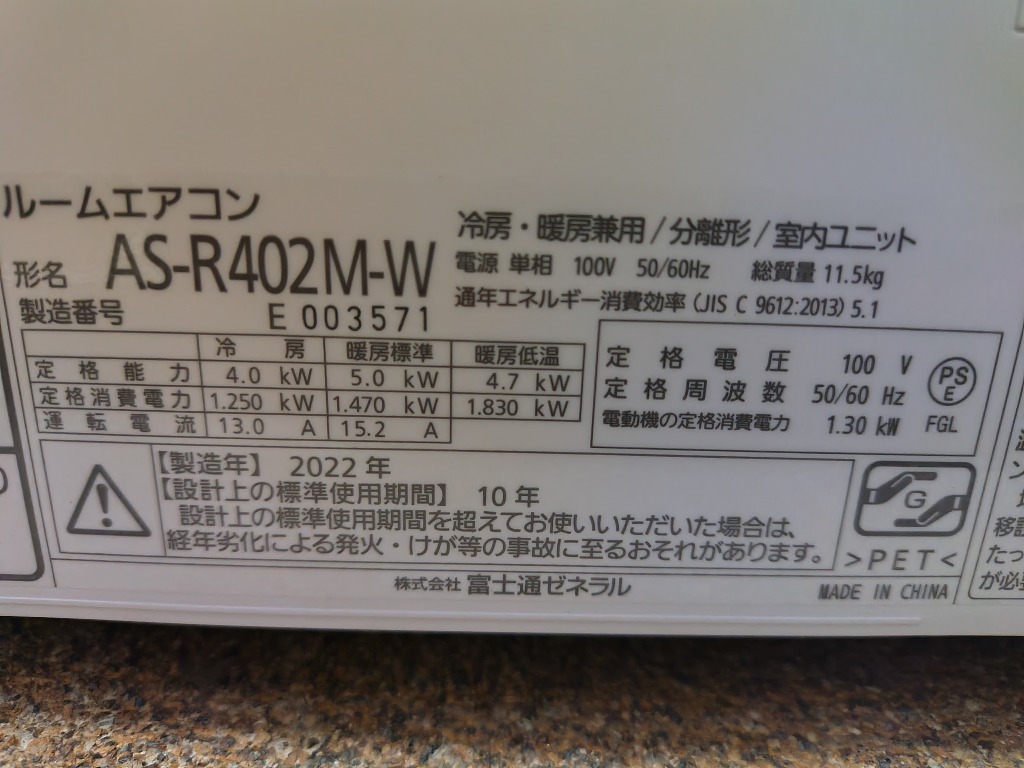 ルームエアコン
形名 AS-R402M-W
製造番号 E 003571
冷房・暖房兼用/分離形/室内ユニット
電源 単相 100V 50/60Hz 総質量 11.5kg
通年エネルギー消費効率 (JIS C 9612:2013) 5.1
冷房 暖房標準 暖房低温
定格能力 4.0 kW 5.0 kW 4.7 kW
定格消費電力 1.250 kW 1.470 kW 1.830 kW
運転電流 13.0 A 15.2 A
定格電圧 100 V
定格周波数 50/60 Hz
電動機の定格消費電力 1.30 kW
PS
E
FGL
【製造年】 2022 年
【設計上の標準使用期間】 10 年
設計上の標準使用期間を超えてお使いいただいた場合は、
経年劣化による発火・けが等の事故に至るおそれがあります。
G
>PET<
株式会社 富士通ゼネラル
MADE IN CHINA
移設
たっ
が必要